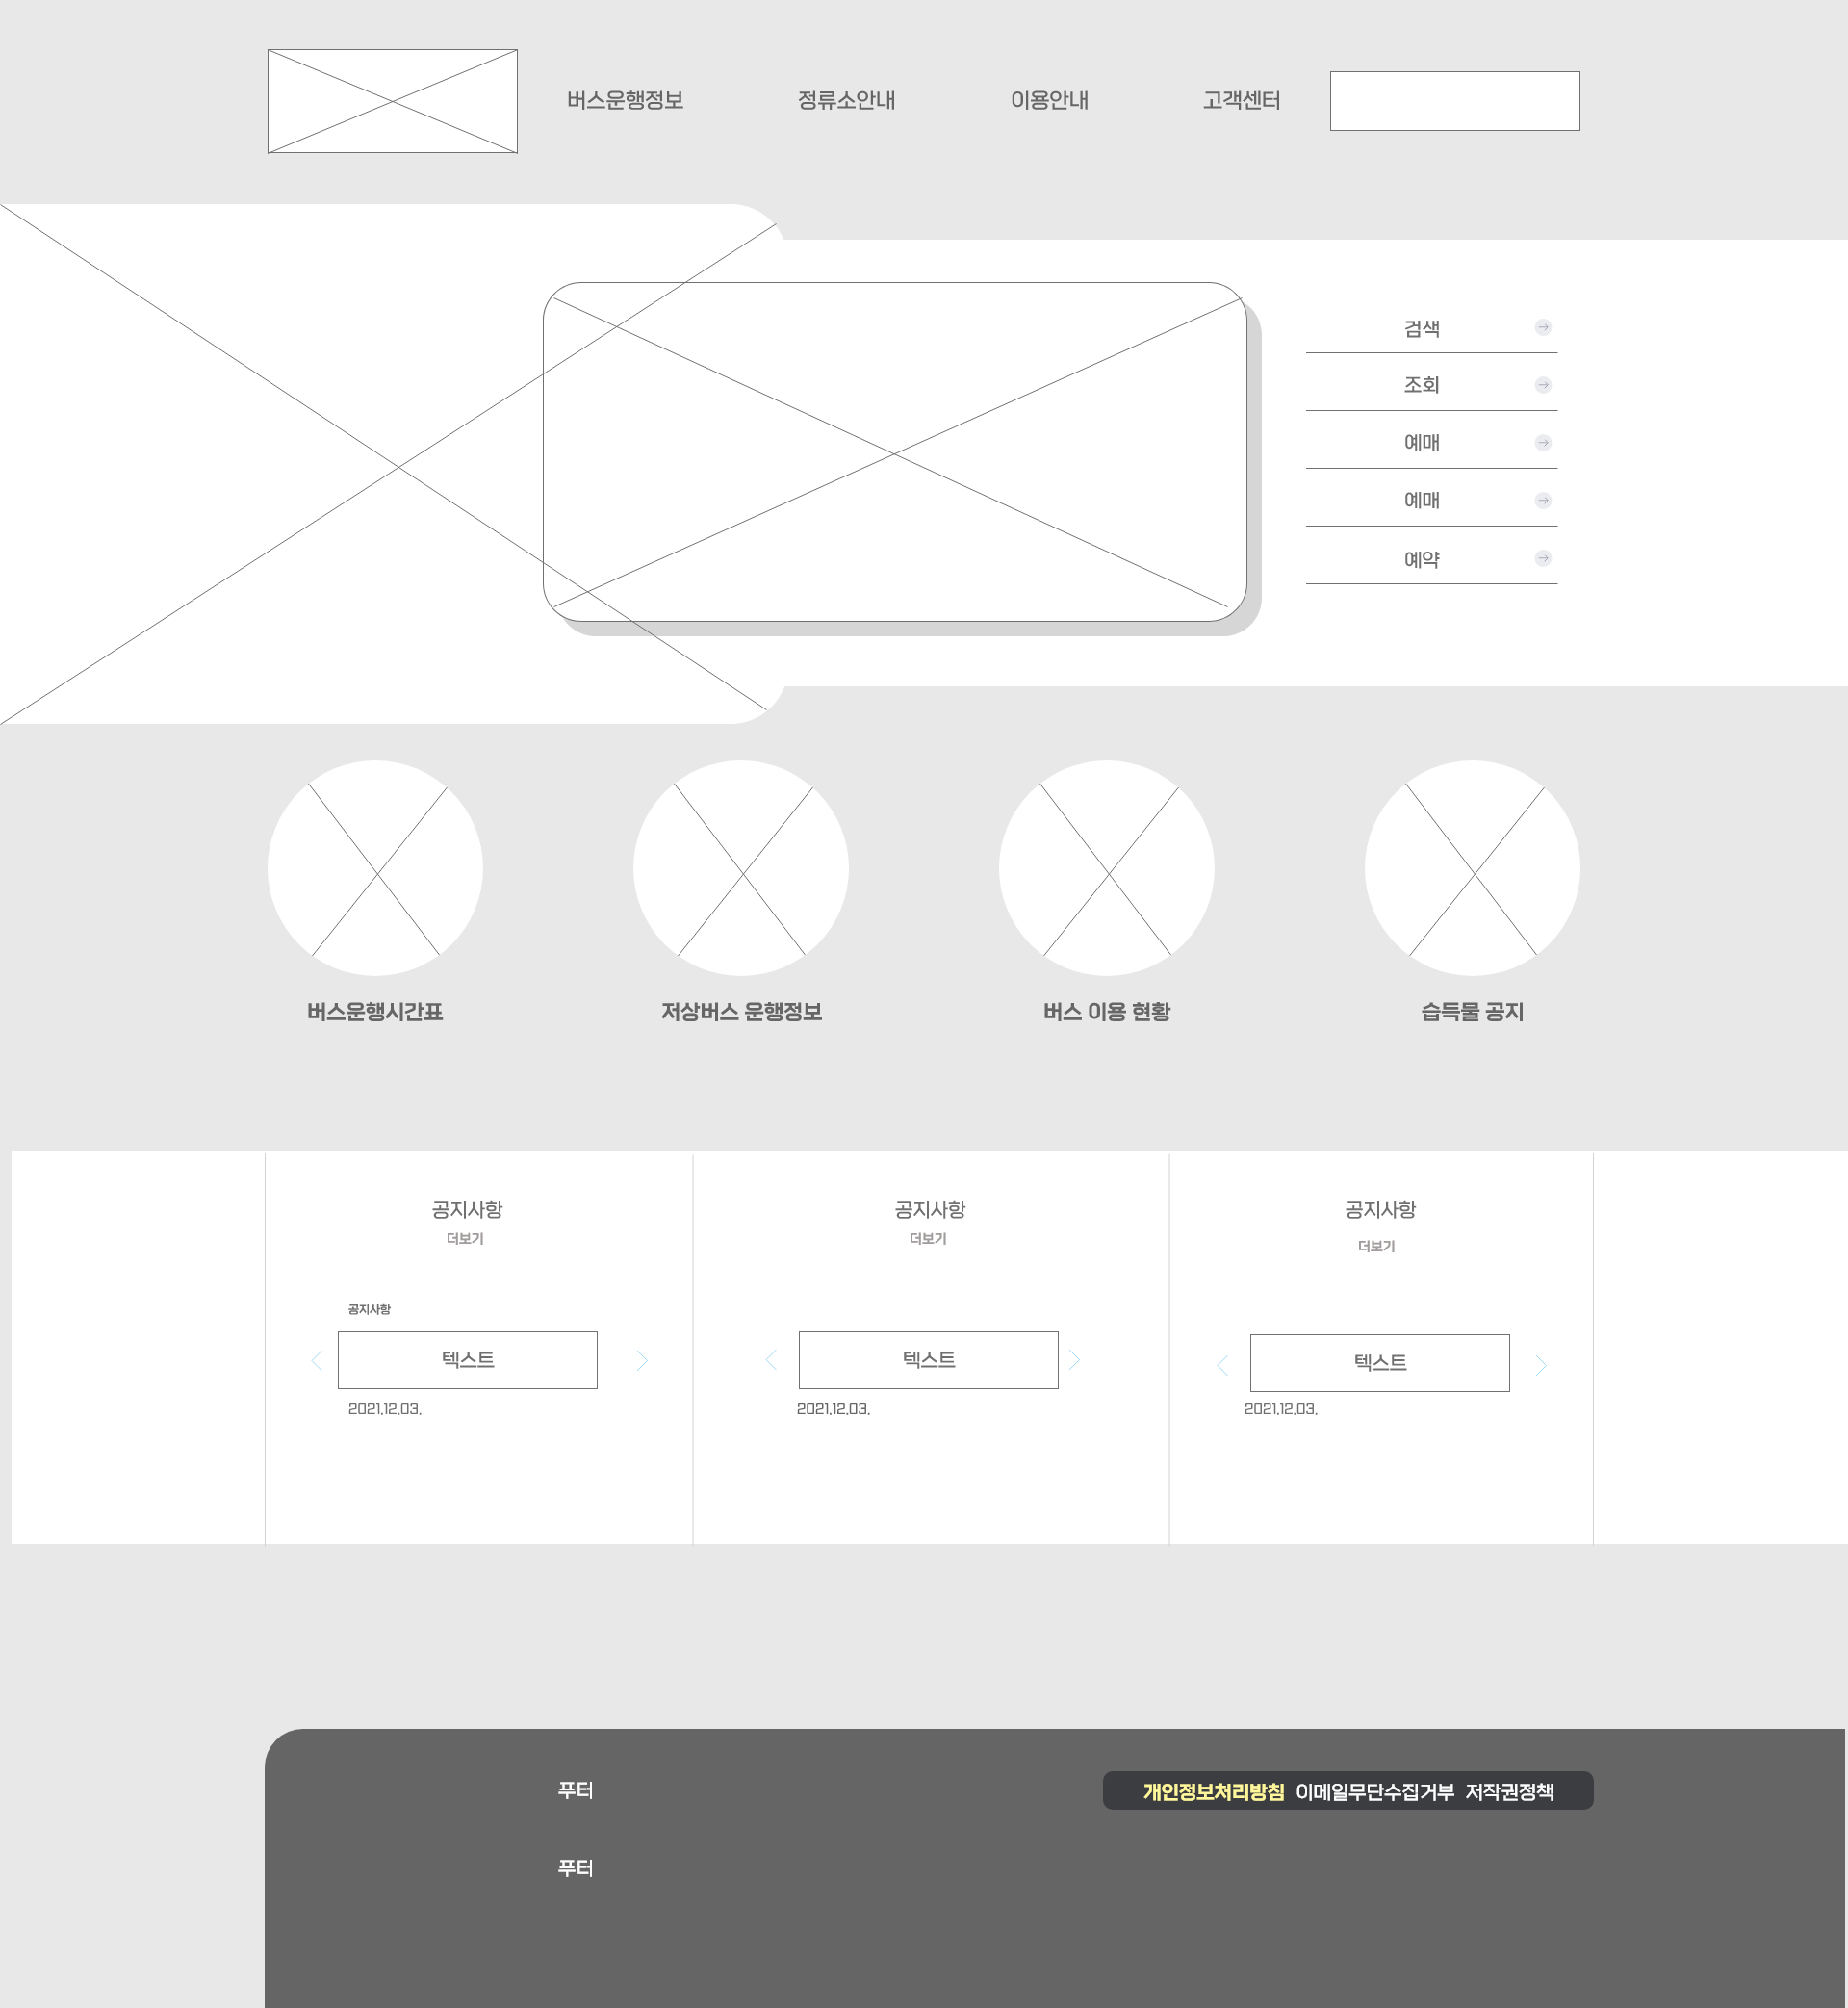 버스운행정보 정류소안내 이용안내 고객센터
검색
조회
예매
예매
예약
버스운행시간표 저상버스 운행정보 버스 이용 현황 습득물 공지
공지사항
더보기
공지사항
텍스트
2021.12.03.
공지사항
더보기
텍스트
2021.12.03.
공지사항
더보기
텍스트
2021.12.03.
푸터
개인정보처리방침 이메일무단수집거부 저작권정책
푸터